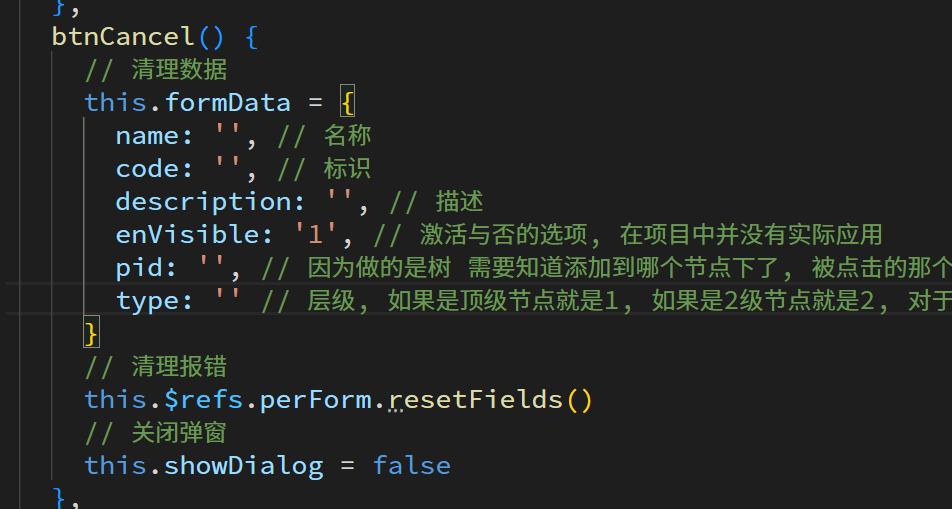 },
btnCancel() {
// 清理数据
this.formData = {
name: '', // 名称
code: '', // 标识
description: '', // 描述
enVisible: '1', // 激活与否的选项, 在项目中并没有实际应用
pid: '', // 因为做的是树 需要知道添加到哪个节点下了, 被点击的那个
type: '' // 层级, 如果是顶级节点就是1, 如果是2级节点就是2, 对于
}
// 清理报错
this.$refs.perForm.resetFields()
// 关闭弹窗
this.showDialog = false
},